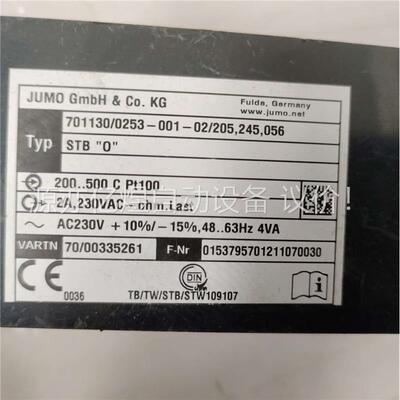 JUMO GmbH & Co. KG
Fulda, Germany
www.jumo.net
701130/0253-001-02/205,245,056
Typ
STB "O"
200...500 C Pt100
2A,230VAC-ohm.Last
AC230V +10%/-15%,48..63Hz 4VA
VARTN 70/00335261 F-Nr 0153795701211070030
CE 0036
DIN
TB/TW/STB/STW109107
i
自动设备 议价!